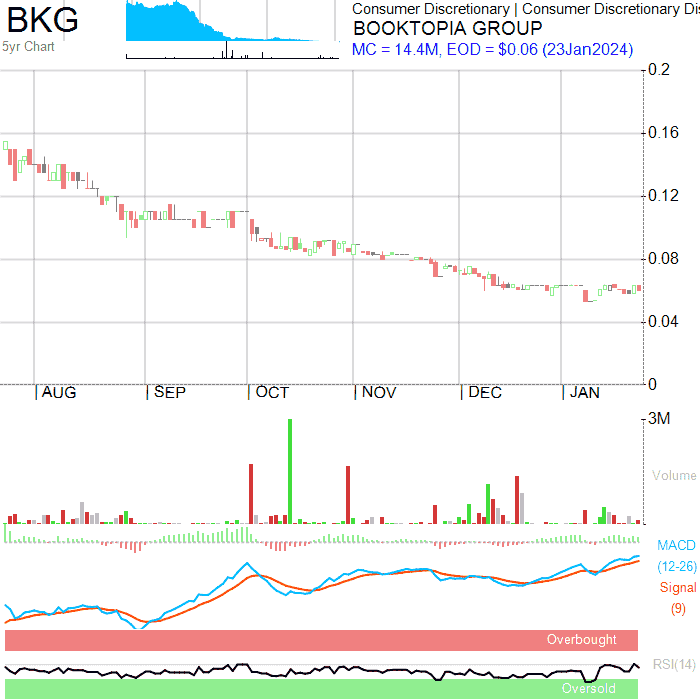 BKG
5yr Chart
Consumer Discretionary | Consumer Discretionary Dis
BOOKTOPIA GROUP
MC = 14.4M, EOD = $0.06 (23Jan2024)
0.2
0.16
0.12
0.08
0.04
0
AUG
SEP
OCT
NOV
DEC
JAN
3M
Volume
MACD
(12-26)
Signal
(9)
Overbought
RSI(14)
Oversold